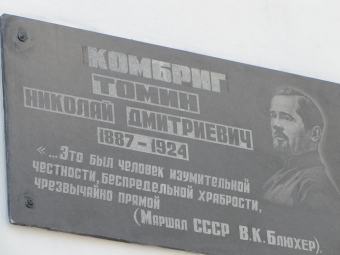 КОМБРИГ
ТОМИН
НИКОЛАЙ ДМИТРИЕВИЧ
1887-1924
«...Это был человек изумительной
честности, беспредельной храбрости,
чрезвычайно прямой
(Маршал СССР В.К. Блюхер).